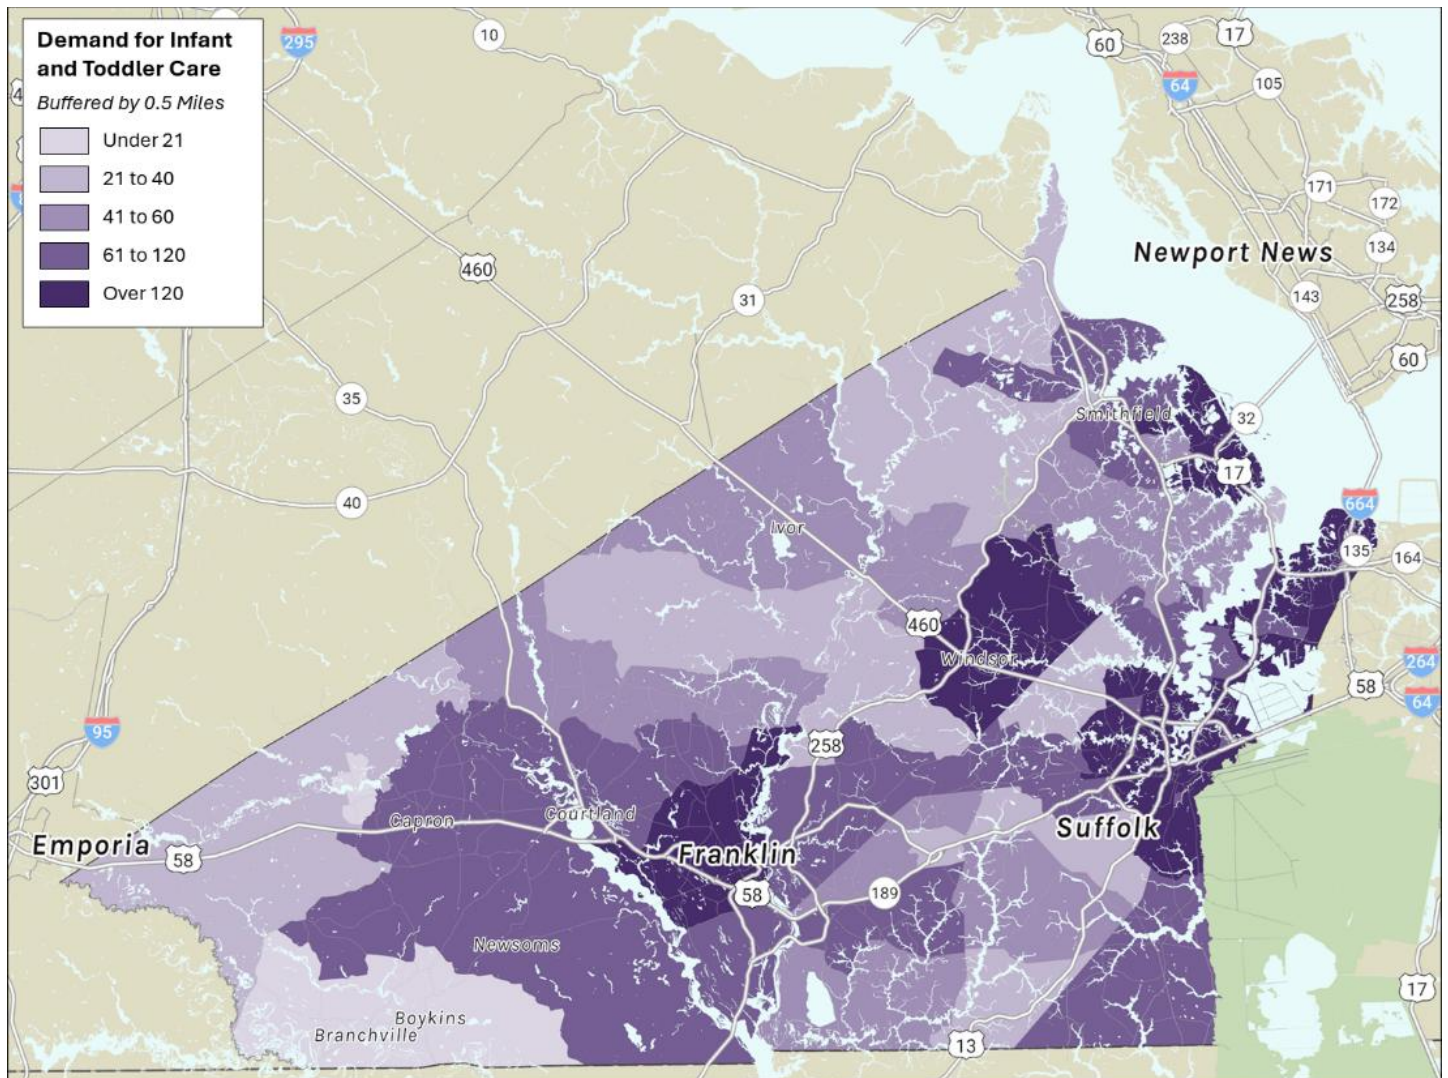 Demand for Infant
and Toddler Care
Buffered by 0.5 Miles
Under 21
21 to 40
41 to 60
61 to 120
Over 120
295
10
60
238
17
64
105
171
172
134
Newport News
460
31
143
258
60
35
Smithfield
32
17
40
Ivor
664
135
164
460
Windsor
264
58
64
95
258
301
Capron
Courtland
Emporia
58
Franklin
Suffolk
58
189
Newsoms
17
Boykins
Branchville
13